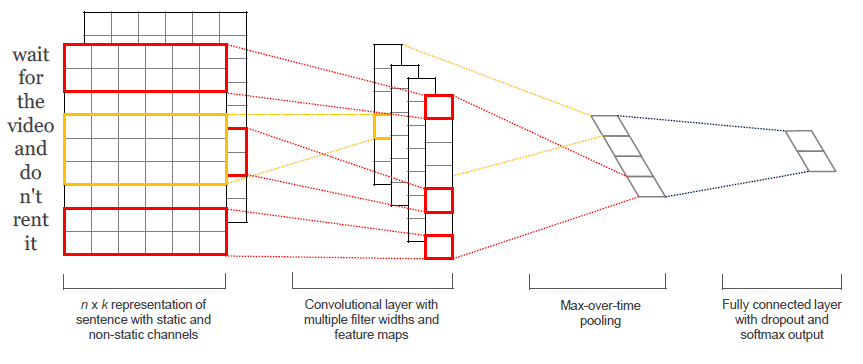 wait
for
the
video
and
do
n't
rent
it
n x k representation of
sentence with static and
non-static channels
Convolutional layer with
multiple filter widths and
feature maps
Max-over-time
pooling
Fully connected layer
with dropout and
softmax output